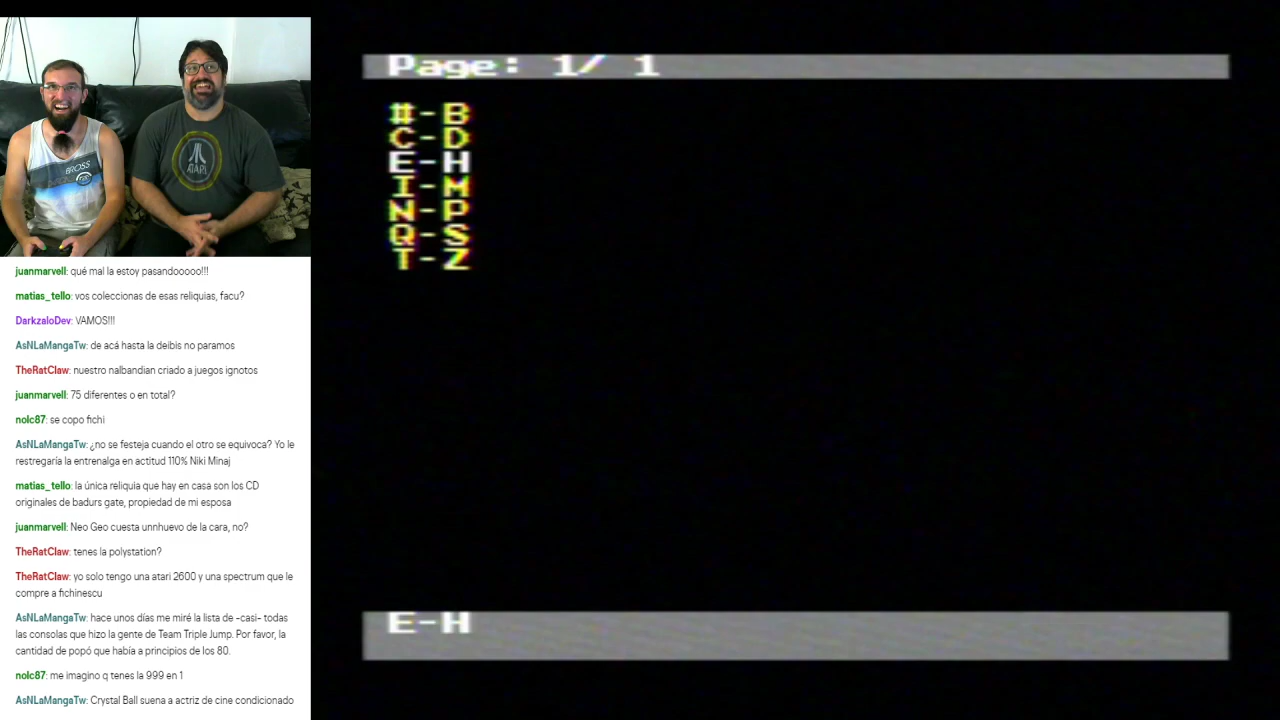 Page: 1/ 1
#-B
C-D
E-H
I-M
N-P
Q-S
T-Z
E-H
BROSS
ATARI
juanmarvell: qué mal la estoy pasandooooo!!!
matias_tello: vos coleccionas de esas reliquias, facu?
DarkzaloDev: VAMOS!!!
AsNLaMangaTw: de acá hasta la deibis no paramos
TheRatClaw: nuestro nalbandian criado a juegos ignotos
juanmarvell: 75 diferentes o en total?
nolc87: se copo fichi
AsNLaMangaTw: ¿no se festeja cuando el otro se equivoca? Yo le
restregaría la entrenalga en actitud 110% Niki Minaj
matias_tello: la única reliquia que hay en casa son los CD
originales de badurs gate, propiedad de mi esposa
juanmarvell: Neo Geo cuesta unnhuevo de la cara, no?
TheRatClaw: tenes la polystation?
TheRatClaw: yo solo tengo una atari 2600 y una spectrum que le
compre a fichinescu
AsNLaMangaTw: hace unos días me miré la lista de -casi- todas
las consolas que hizo la gente de Team Triple Jump. Por favor, la
cantidad de popó que había a principios de los 80.
nolc87: me imagino q tenes la 999 en 1
AsNLaMangaTw: Crystal Ball suena a actriz de cine condicionado